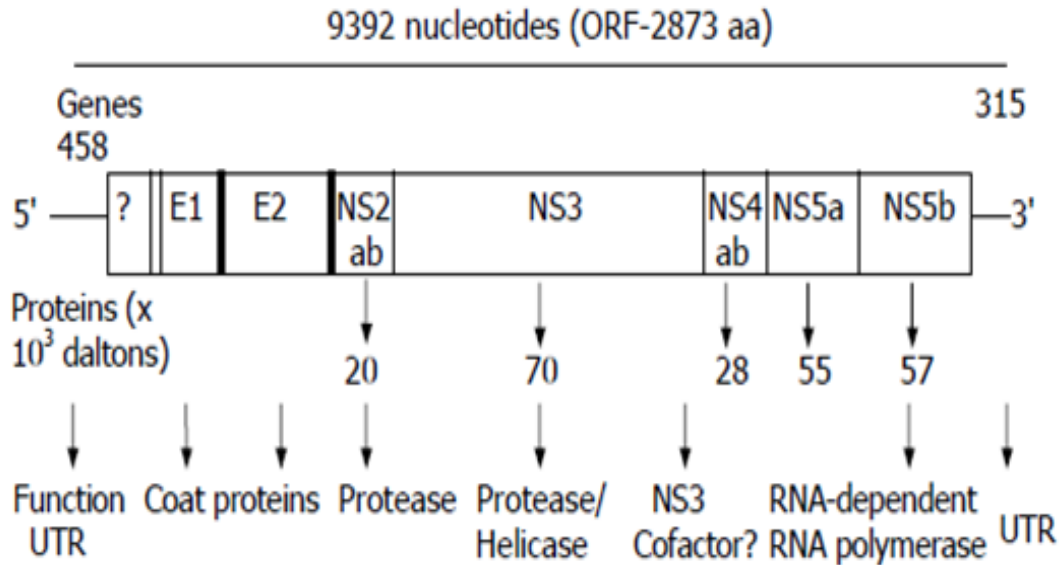 9392 nucleotides (ORF-2873 aa)
Genes 315
458
5' ? E1 E2 NS2 NS3 NS4 NS5a NS5b 3'
ab ab
Proteins (x
10³ daltons)
20 70 28 55 57
Function Coat proteins Protease Protease/ NS3 RNA-dependent
UTR Helicase Cofactor? RNA polymerase UTR